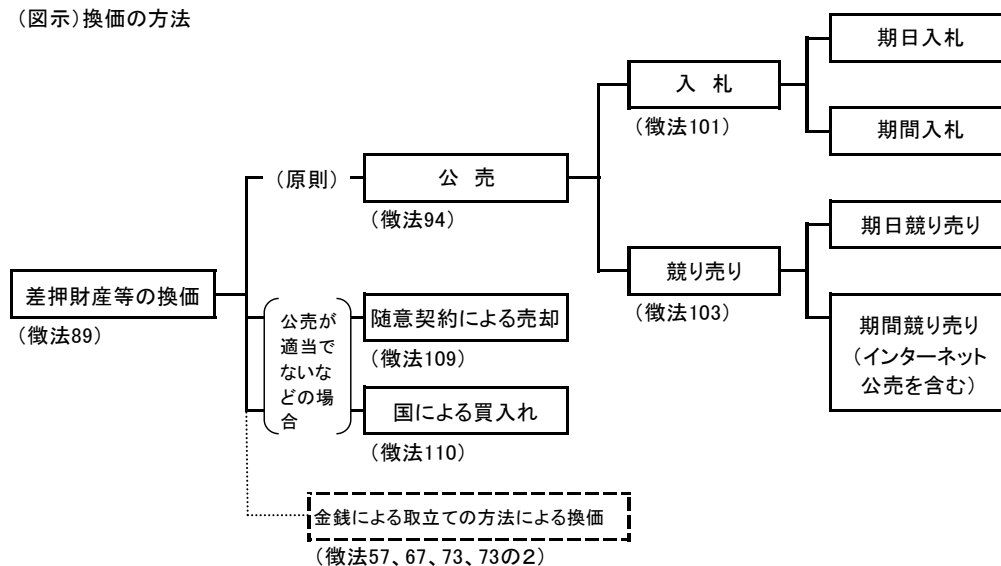 （図示）換価の方法
期日入札
入 札
（徴法101）
期間入札
（原則）
公 売
（徴法94）
期日競り売り
競り売り
（徴法103）
差押財産等の換価
（徴法89）
公売が
適当で
ないな
どの場
合
随意契約による売却
（徴法109）
期間競り売り
（インターネット
公売を含む）
国による買入れ
（徴法110）
金銭による取立ての方法による換価
（徴法57、67、73、73の２）